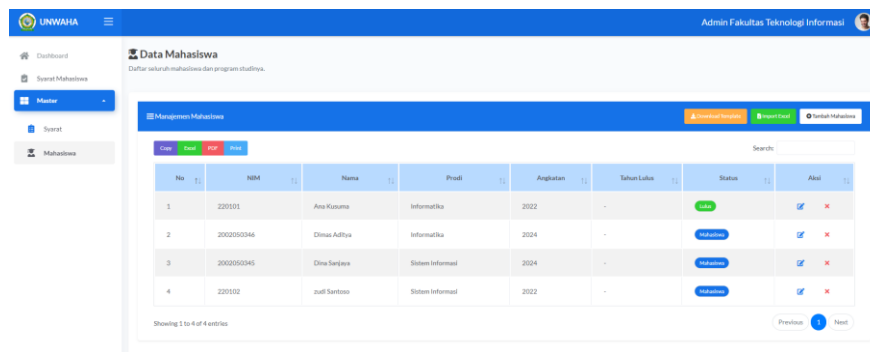 UNWAHA
Admin Fakultas Teknologi Informasi
Dashboard
Syarat Mahasiswa
Master
Syarat
Mahasiswa
Data Mahasiswa
Daftar seluruh mahasiswa dan program studinya.
Manajemen Mahasiswa
Download Template Import Excel Tambah Mahasiswa
Copy Excel PDF Print
Search:
No NIM Nama Prodi Angkatan Tahun Lulus Status Aksi
1 220101 Ana Kusuma Informatika 2022 - Lulus
2 2002050346 Dimas Aditya Informatika 2024 - Mahasiswa
3 2002050345 Dina Sanjaya Sistem Informasi 2024 - Mahasiswa
4 220102 zudi Santoso Sistem Informasi 2022 - Mahasiswa
Showing 1 to 4 of 4 entries
Previous 1 Next